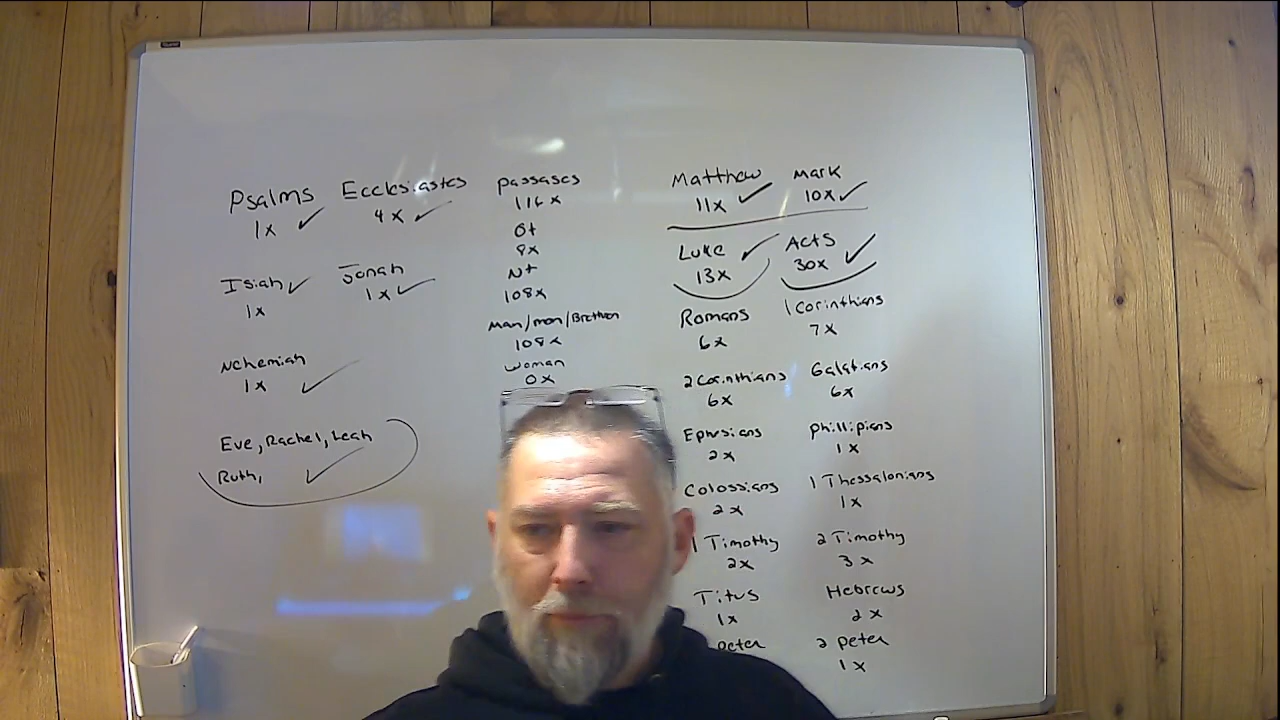 Psalms Ecclesiastes
1x 4x
Isiah Jonah
1x 1x
Nehemiah
1x
Eve, Rachel, Leah
Ruth,
passages
116x
Ot
8x
Nt
108x
Man/men/Brethren
108x
woman
0x
Matthew Mark
11x 10x
Luke Acts
13x 30x
Romans 1 Corinthians
6x 7x
2 Corinthians Galatians
6x 6x
Ephesians phillipians
2x 1x
Colossians 1 Thessalonians
2x 1x
1 Timothy 2 Timothy
2x 3x
Titus Hebrews
1x 2x
peter 2 peter
1x